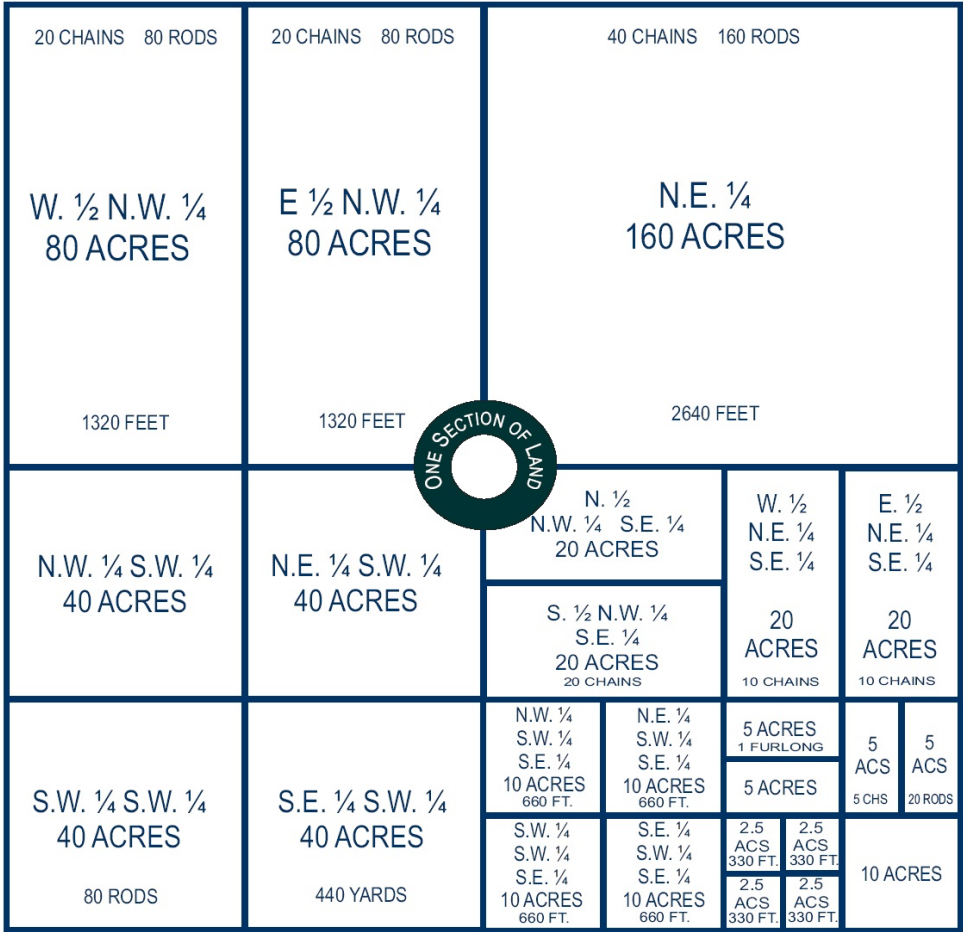 20 CHAINS 80 RODS
W. ½ N.W. ¼
80 ACRES
1320 FEET
20 CHAINS 80 RODS
E ½ N.W. ¼
80 ACRES
1320 FEET
40 CHAINS 160 RODS
N.E. ¼
160 ACRES
2640 FEET
ONE SECTION OF LAND
N.W. ¼ S.W. ¼
40 ACRES
N.E. ¼ S.W. ¼
40 ACRES
N. ½
N.W. ¼ S.E. ¼
20 ACRES
S. ½ N.W. ¼
S.E. ¼
20 ACRES
20 CHAINS
W. ½
N.E. ¼
S.E. ¼
20
ACRES
10 CHAINS
E. ½
N.E. ¼
S.E. ¼
20
ACRES
10 CHAINS
S.W. ¼ S.W. ¼
40 ACRES
80 RODS
S.E. ¼ S.W. ¼
40 ACRES
440 YARDS
N.W. ¼
S.W. ¼
S.E. ¼
10 ACRES
660 FT.
N.E. ¼
S.W. ¼
S.E. ¼
10 ACRES
660 FT.
5 ACRES
1 FURLONG
5 ACRES
5
ACS
5 CHS
5
ACS
20 RODS
S.W. ¼
S.W. ¼
S.E. ¼
10 ACRES
660 FT.
S.E. ¼
S.W. ¼
S.E. ¼
10 ACRES
660 FT.
2.5
ACS
330 FT.
2.5
ACS
330 FT.
2.5
ACS
330 FT.
2.5
ACS
330 FT.
10 ACRES